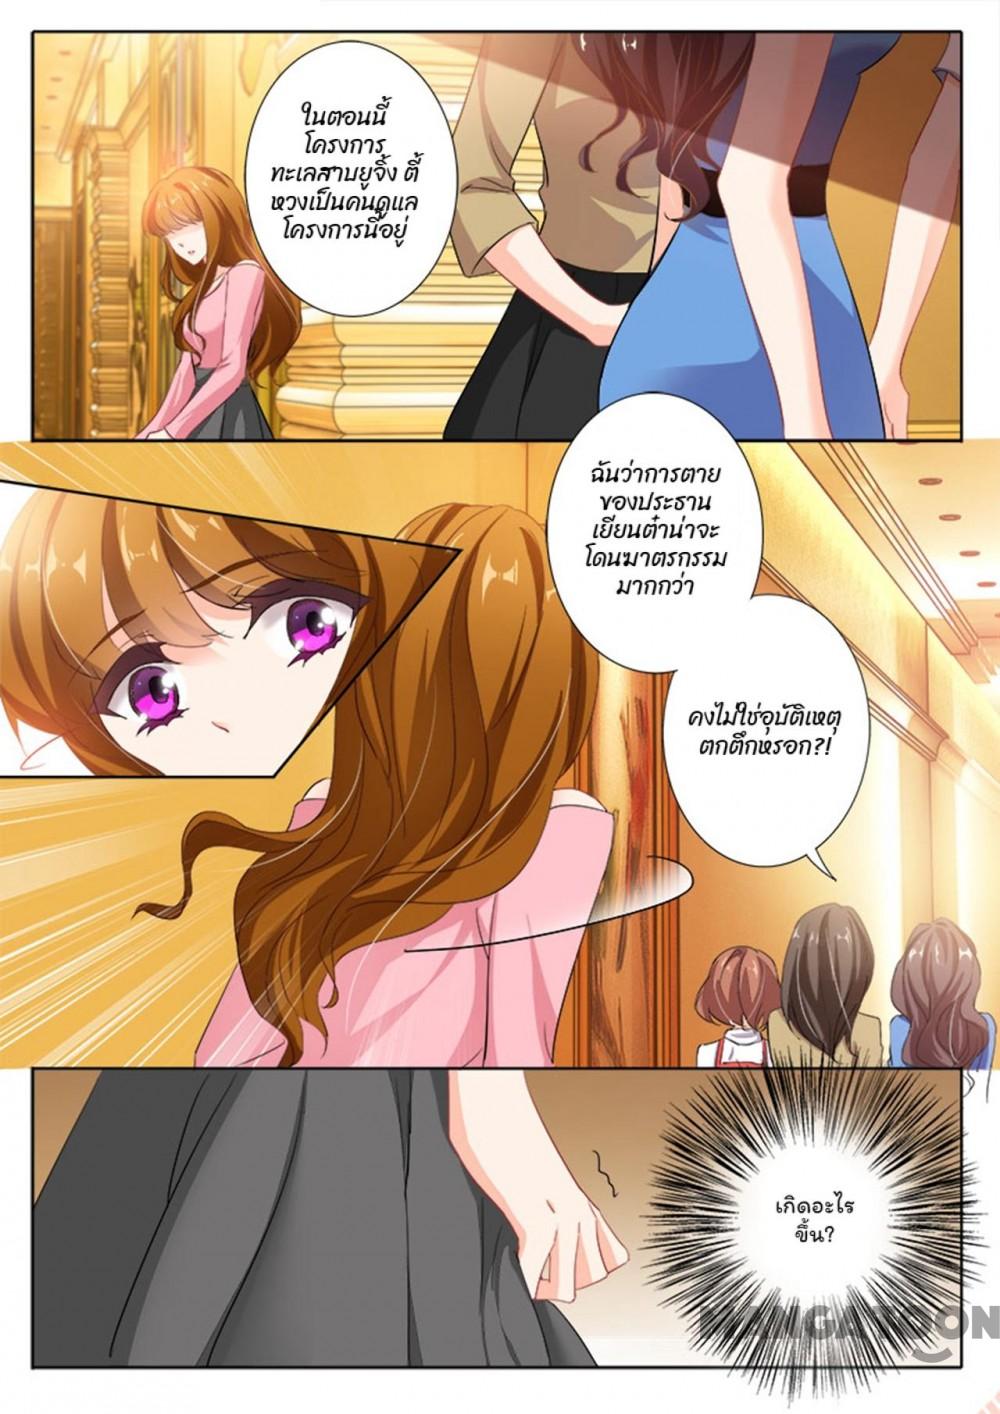 ในตอนนี้
โครงการ
ทะเลสาบยูจิ้ง ตี้
หวงเป็นคนดูแล
โครงการนี้อยู่
ฉันว่าการตาย
ของประธาน
เยียนต๋าน่าจะ
โดนฆาตรกรรม
มากกว่า
คงไม่ใช่อุบัติเหตุ
ตกตึกหรอก?!
เกิดอะไร
ขึ้น?
MANGATOON